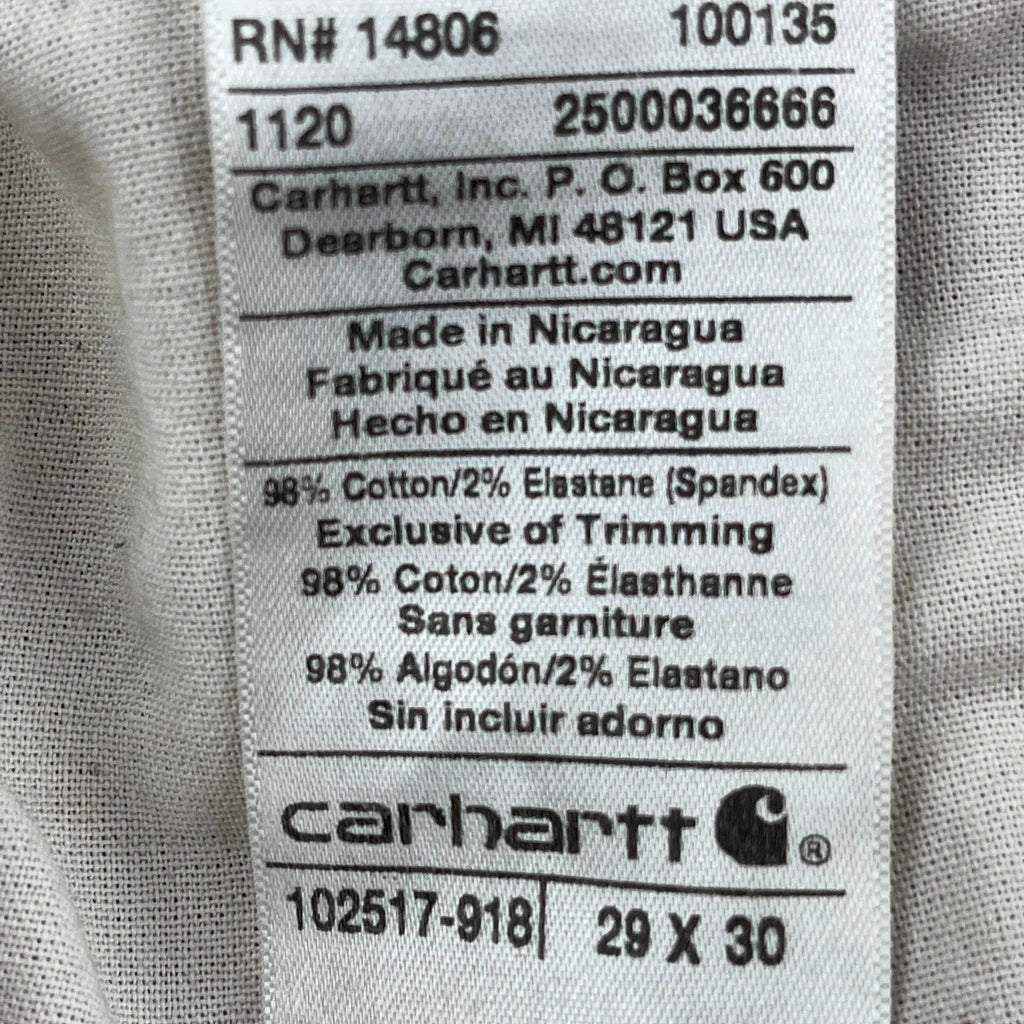 RN# 14806 100135
1120 2500036666
Carhartt, Inc. P. O. Box 600
Dearborn, MI 48121 USA
Carhartt.com
Made in Nicaragua
Fabriqué au Nicaragua
Hecho en Nicaragua
98% Cotton/2% Elastane (Spandex)
Exclusive of Trimming
98% Coton/2% Élasthanne
Sans garniture
98% Algodón/2% Elastano
Sin incluir adorno
carhartt ®
102517-918 29 X 30